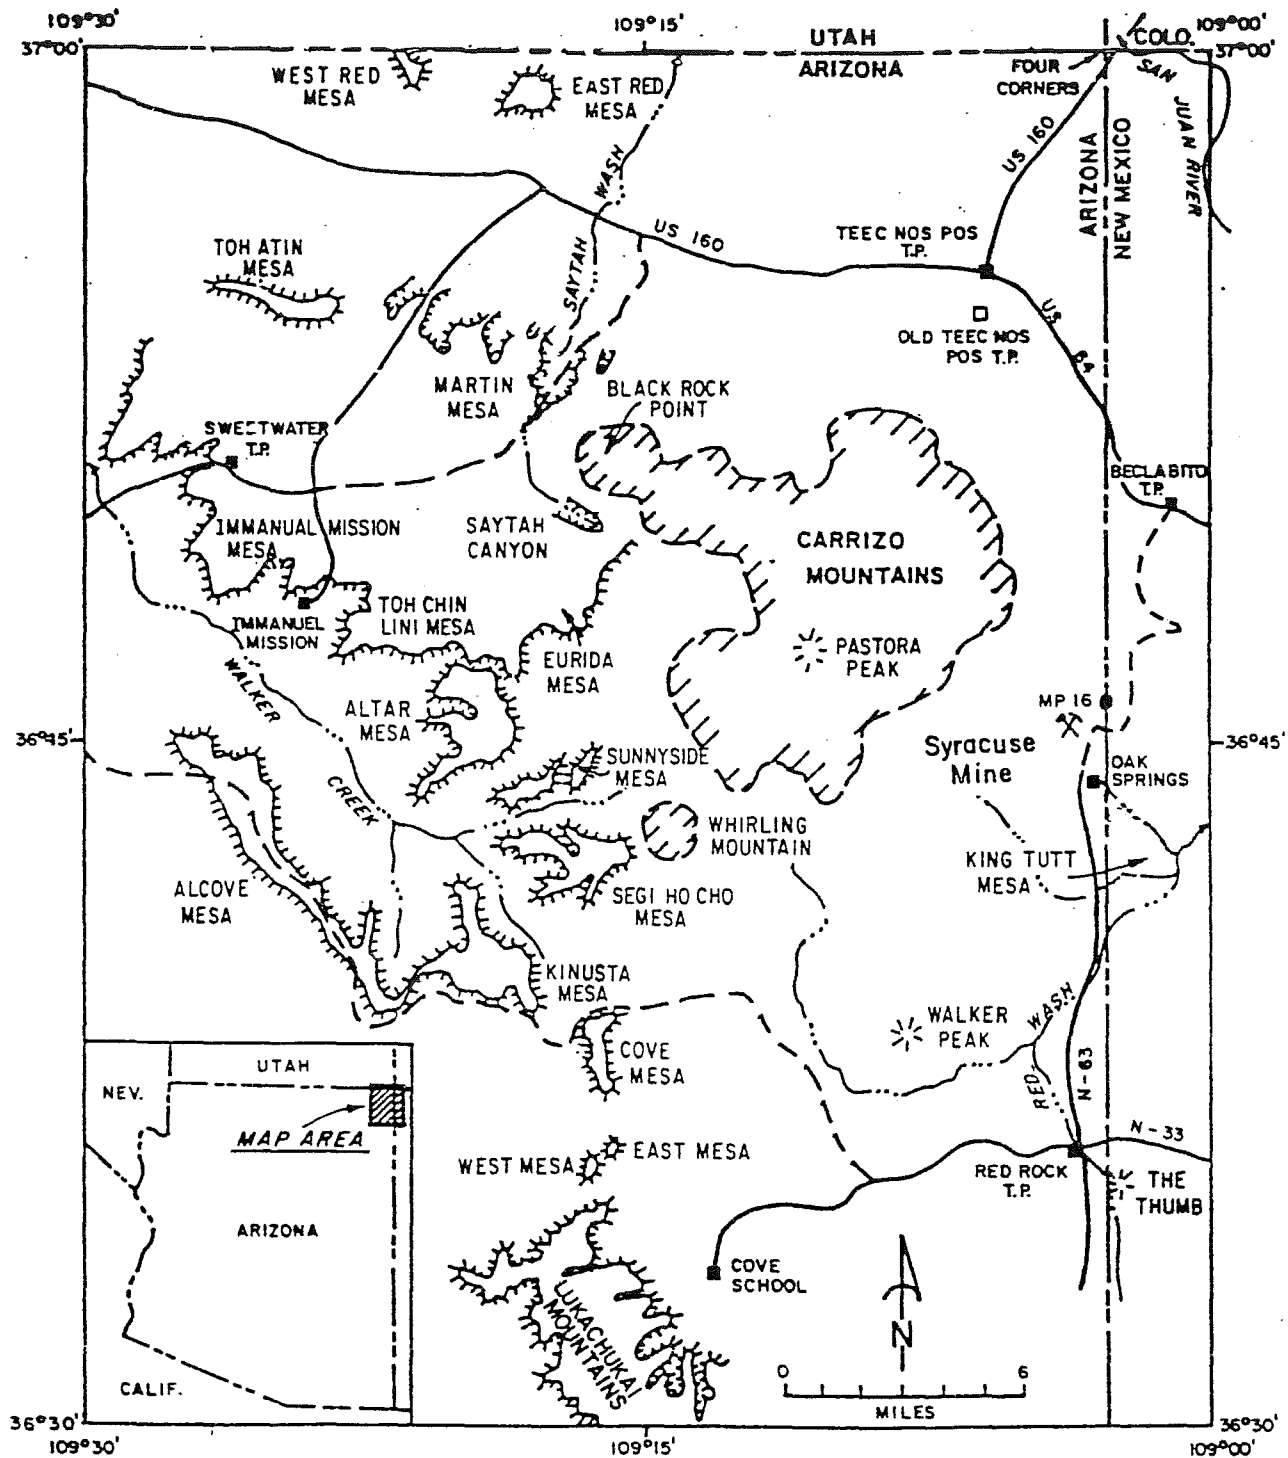 109°30'
109°15'
109°00'
37°00'
37°00'
UTAH
ARIZONA
COLO.
FOUR
CORNERS
SAN JUAN RIVER
WEST RED
MESA
EAST RED
MESA
US 160
ARIZONA
NEW MEXICO
SAYTAH WASH
US 160
TEEC NOS POS
T.P.
TOH ATIN
MESA
US 64
OLD TEEC NOS
POS T.P.
MARTIN
MESA
BLACK ROCK
POINT
SWEETWATER
T.P.
BECLABITO
T.P.
IMMANUAL MISSION
MESA
SAYTAH
CANYON
CARRIZO
MOUNTAINS
TOH CHIN
LINI MESA
IMMANUEL
MISSION
EURIDA
MESA
PASTORA
PEAK
WALKER CREEK
ALTAR
MESA
MP 16
36°45'
36°45'
SUNNYSIDE
MESA
Syracuse
Mine
OAK
SPRINGS
WHIRLING
MOUNTAIN
KING TUTT
MESA
ALCOVE
MESA
SEGI HO CHO
MESA
KINUSTA
MESA
WALKER
PEAK
RED WASH
COVE
MESA
N-63
UTAH
NEV.
MAP AREA
ARIZONA
CALIF.
N-33
EAST MESA
WEST MESA
RED ROCK
T.P.
THE
THUMB
COVE
SCHOOL
LUKACHUKAI
MOUNTAINS
N
0
6
MILES
36°30'
36°30'
109°30'
109°15'
109°00'